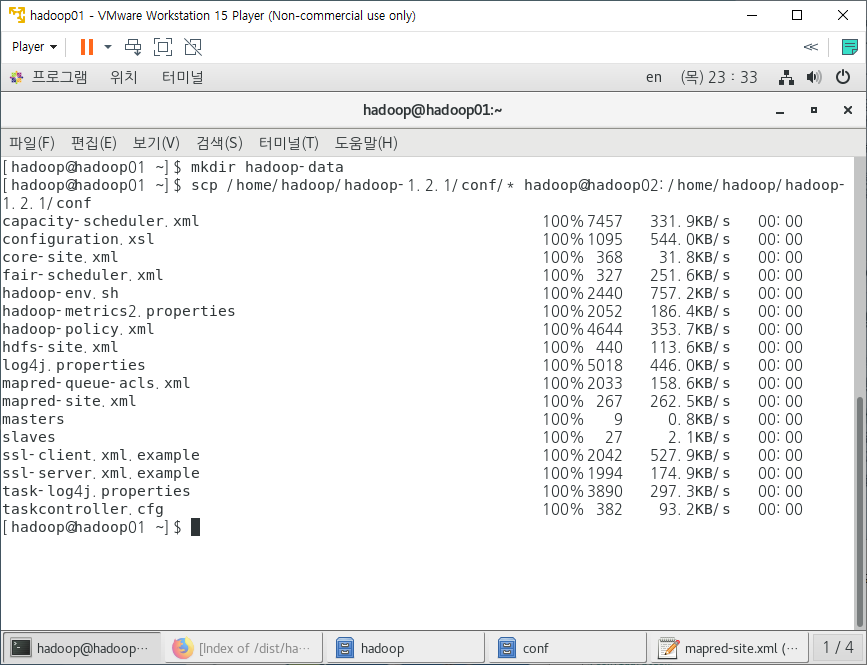 hadoop01 - VMware Workstation 15 Player (Non-commercial use only)
Player
프로그램 위치 터미널 en (목) 23 : 33
hadoop@hadoop01:~
파일(F) 편집(E) 보기(V) 검색(S) 터미널(T) 도움말(H)
[hadoop@hadoop01 ~]$ mkdir hadoop-data
[hadoop@hadoop01 ~]$ scp /home/hadoop/hadoop-1.2.1/conf/* hadoop@hadoop02:/home/hadoop/hadoop-
1.2.1/conf
capacity-scheduler.xml 100% 7457 331.9KB/s 00:00
configuration.xsl 100% 1095 544.0KB/s 00:00
core-site.xml 100% 368 31.8KB/s 00:00
fair-scheduler.xml 100% 327 251.6KB/s 00:00
hadoop-env.sh 100% 2440 757.2KB/s 00:00
hadoop-metrics2.properties 100% 2052 186.4KB/s 00:00
hadoop-policy.xml 100% 4644 353.7KB/s 00:00
hdfs-site.xml 100% 440 113.6KB/s 00:00
log4j.properties 100% 5018 446.0KB/s 00:00
mapred-queue-acls.xml 100% 2033 158.6KB/s 00:00
mapred-site.xml 100% 267 262.5KB/s 00:00
masters 100% 9 0.8KB/s 00:00
slaves 100% 27 2.1KB/s 00:00
ssl-client.xml.example 100% 2042 527.9KB/s 00:00
ssl-server.xml.example 100% 1994 174.9KB/s 00:00
task-log4j.properties 100% 3890 297.3KB/s 00:00
taskcontroller.cfg 100% 382 93.2KB/s 00:00
[hadoop@hadoop01 ~]$
hadoop@hadoop··· [Index of /dist/ha··· hadoop conf mapred-site.xml (··· 1 / 4